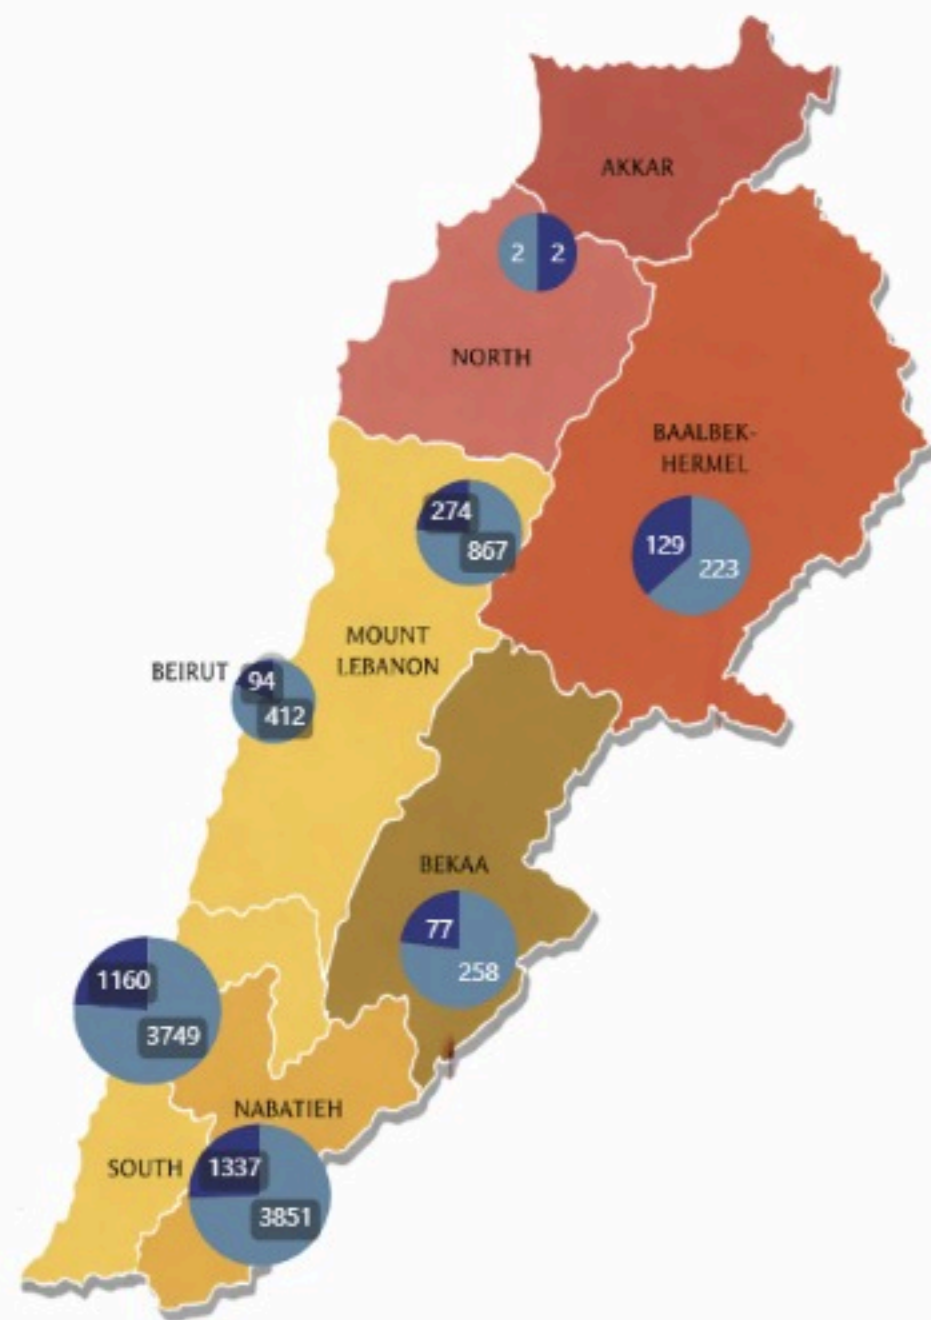 AKKAR
2 2
NORTH
BAALBEK-
HERMEL
274
867
129
223
MOUNT
LEBANON
BEIRUT
94
412
BEKAA
77
258
1160
3749
NABATIEH
SOUTH
1337
3851